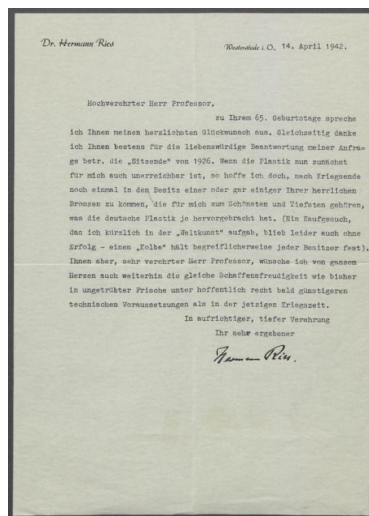 Dr. Hermann Ries
Westerstede i. O., 14. April 1942.
Hochverehrter Herr Professor,
zu Ihrem 65. Geburtstage spreche
ich Ihnen meinen herzlichsten Glückwunsch aus. Gleichzeitig danke
ich Ihnen bestens für die liebenswürdige Beantwortung meiner Anfra-
ge betr. die „Sitzende" von 1926. Wenn die Plastik nun zunächst
für mich auch unerreichbar ist, so hoffe ich doch, nach Kriegsende
noch einmal in den Besitz einer oder gar einiger Ihrer herrlichen
Bronzen zu kommen, die für mich zum Schönsten und Tiefsten gehören,
was die deutsche Plastik je hervorgebracht hat. (Ein Kaufgesuch,
das ich kürzlich in der „Weltkunst" aufgab, blieb leider auch ohne
Erfolg - einen „Kolbe" hält begreiflicherweise jeder Besitzer fest).
Ihnen aber, sehr verehrter Herr Professor, wünsche ich von ganzem
Herzen auch weiterhin die gleiche Schaffensfreudigkeit wie bisher
in ungetrübter Frische unter hoffentlich recht bald günstigeren
technischen Voraussetzungen als in der jetzigen Kriegszeit.
In aufrichtiger, tiefer Verehrung
Ihr sehr ergebener
Hermann Ries.